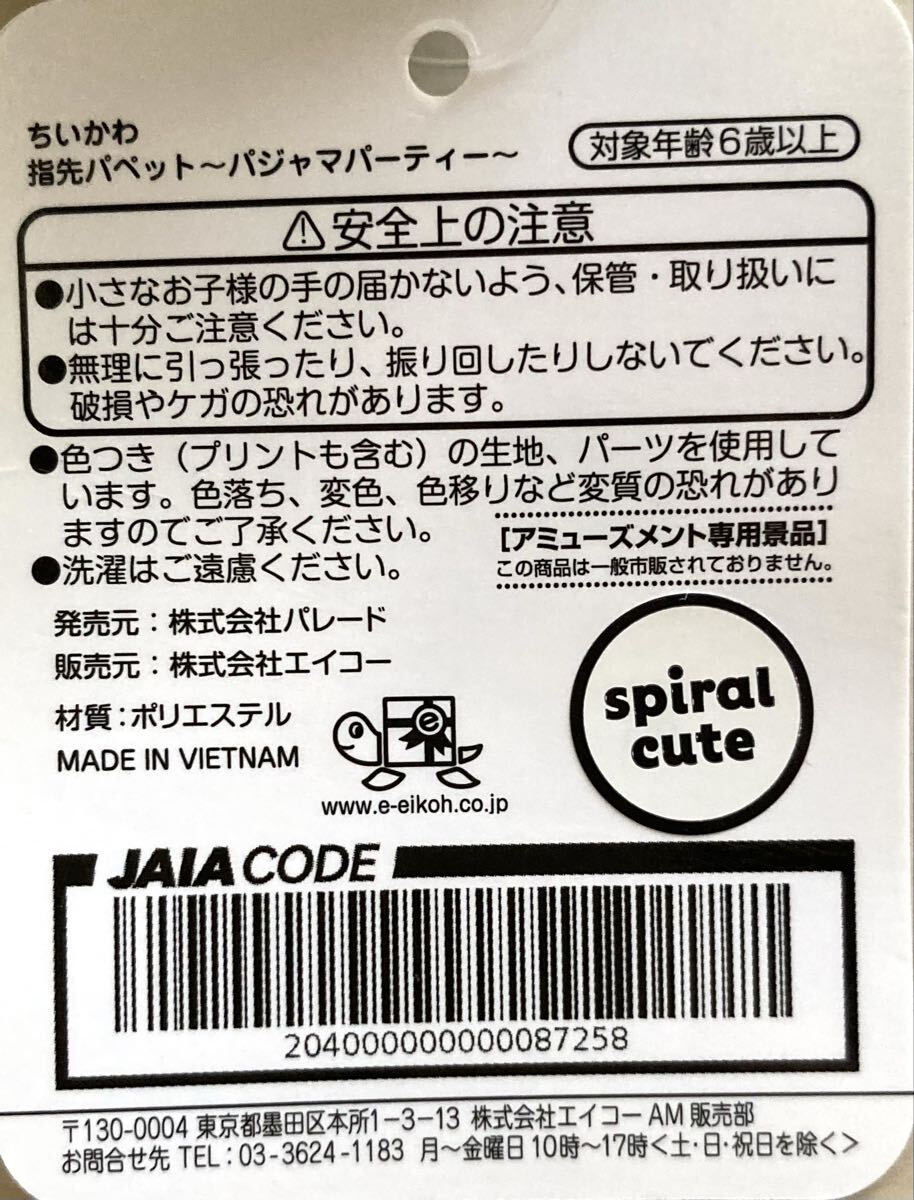 ちいかわ
指先パペット～パジャマパーティー～
対象年齢6歳以上
⚠安全上の注意
●小さなお子様の手の届かないよう、保管・取り扱いに
は十分ご注意ください。
●無理に引っ張ったり、振り回したりしないでください。
破損やケガの恐れがあります。
●色つき（プリントも含む）の生地、パーツを使用して
います。色落ち、変色、色移りなど変質の恐れがあり
ますのでご了承ください。
●洗濯はご遠慮ください。
[アミューズメント専用景品]
この商品は一般市販されておりません。
発売元：株式会社パレード
販売元：株式会社エイコー
材質：ポリエステル
MADE IN VIETNAM
e
www.e-eikoh.co.jp
spiral
cute
JAIA CODE
204000000000087258
〒130-0004 東京都墨田区本所1-3-13 株式会社エイコー AM販売部
お問合せ先 TEL：03-3624-1183 月～金曜日10時～17時<土・日・祝日を除く>